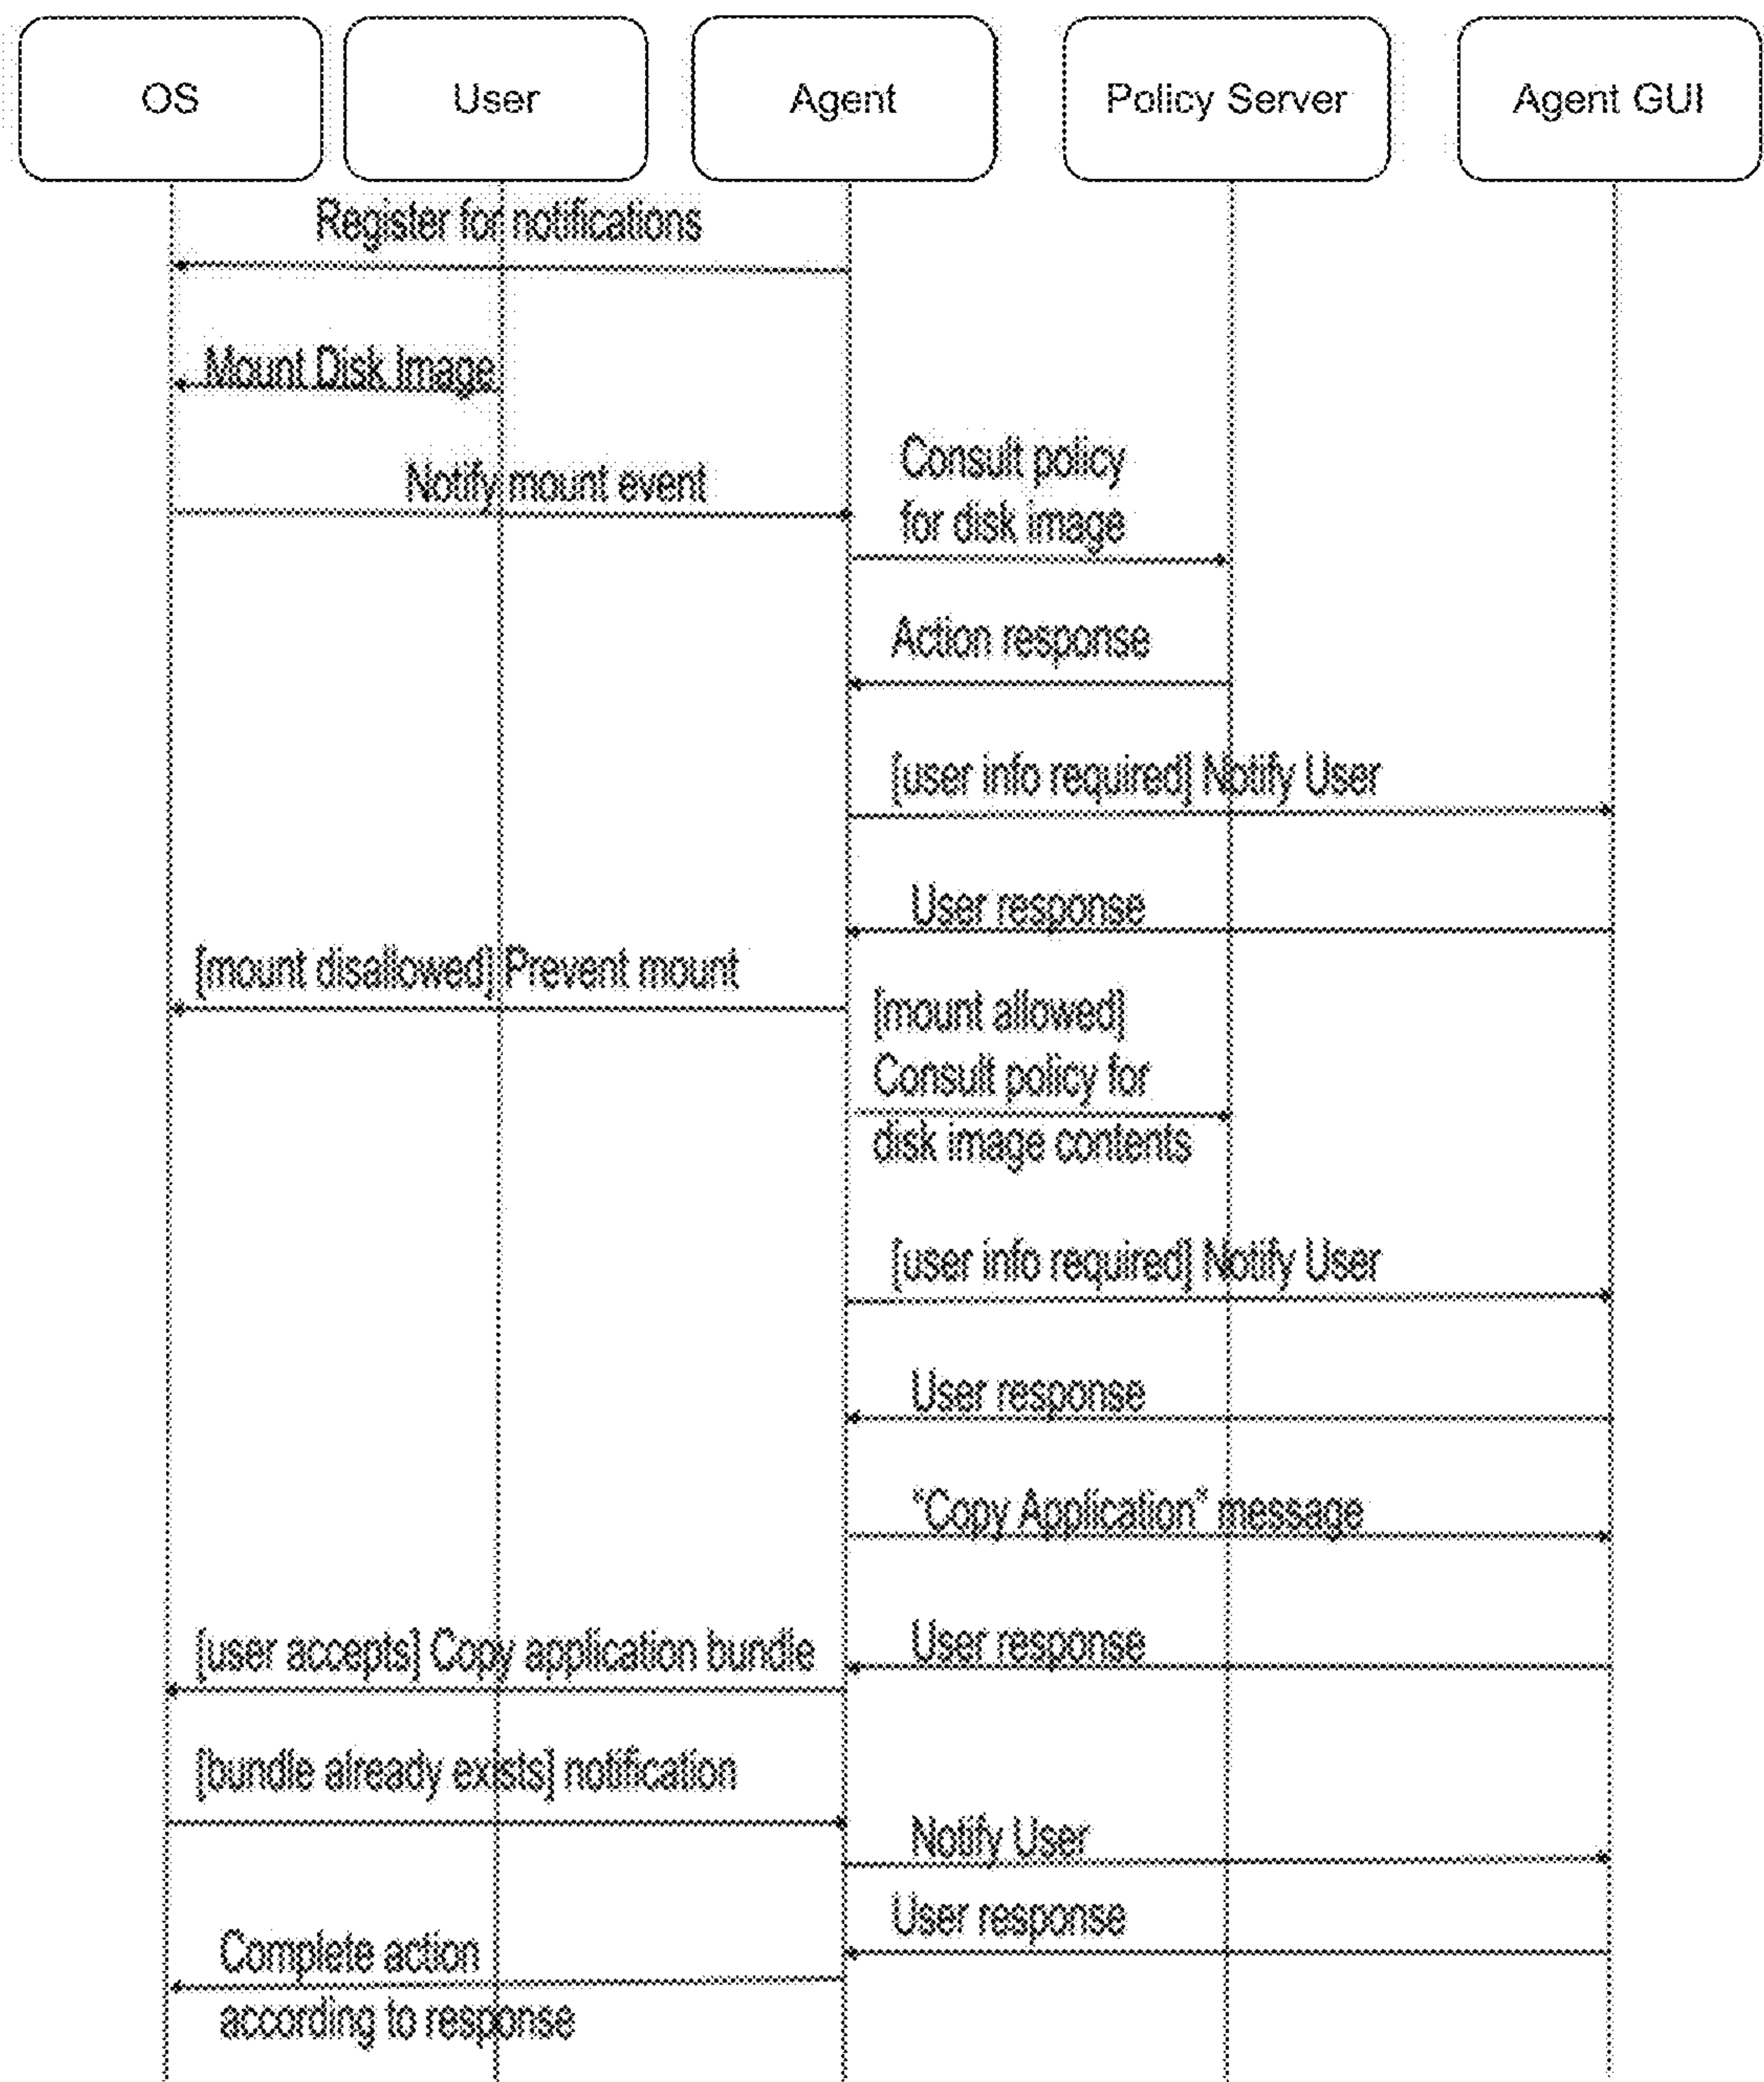 OS
User
Agent
Policy Server
Agent GUI
Register for notifications
Mount Disk Image
Notify mount event
Consult policy
for disk image
Action response
[user info required] Notify User
User response
[mount disallowed] Prevent mount
[mount allowed]
Consult policy for
disk image contents
[user info required] Notify User
User response
"Copy Application" message
User response
[user accepts] Copy application bundle
[bundle already exists] notification
Notify User
User response
Complete action
according to response